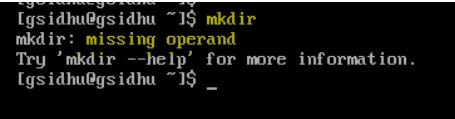 [gsidhu@gsidhu ~]$ mkdir
mkdir: missing operand
Try 'mkdir --help' for more information.
[gsidhu@gsidhu ~]$ _